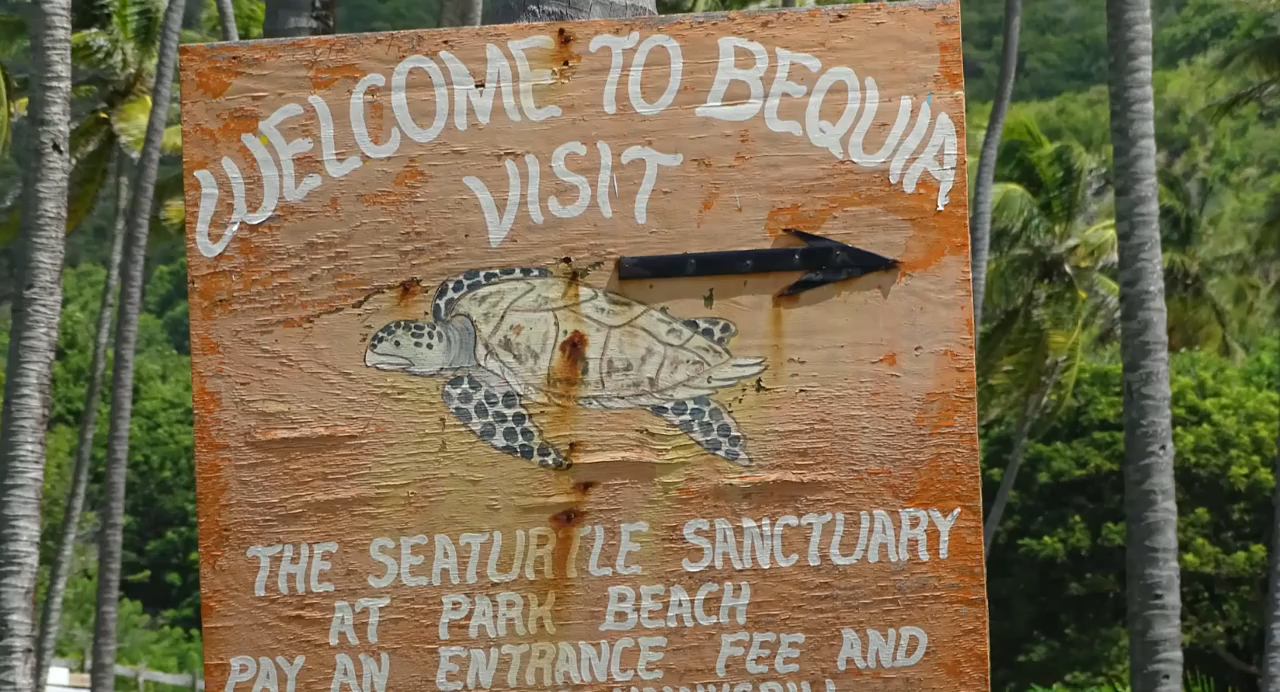 WELCOME TO BEQUIA
VISIT
THE SEATURTLE SANCTUARY
AT PARK BEACH
PAY AN ENTRANCE FEE AND